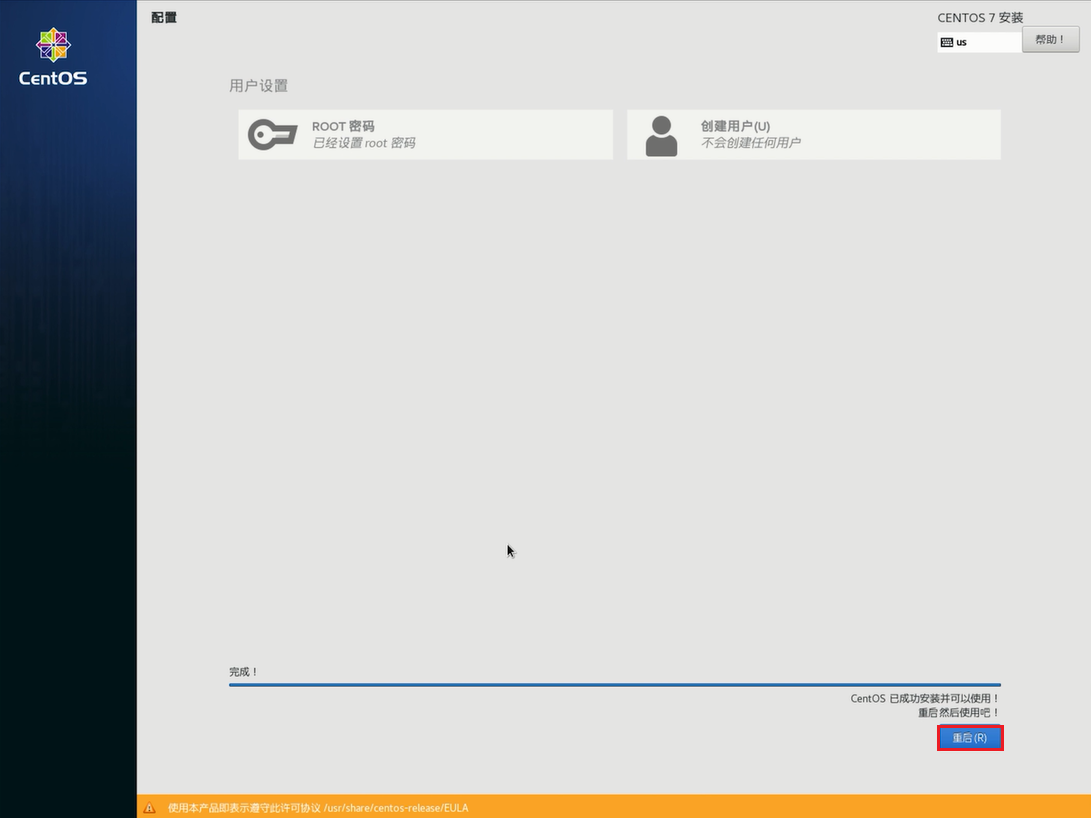 配置
CENTOS 7 安装
us
帮助！
CentOS
用户设置
ROOT 密码
已经设置 root 密码
创建用户(U)
不会创建任何用户
完成！
CentOS 已成功安装并可以使用！
重启然后使用吧！
重启(R)
使用本产品即表示遵守此许可协议 /usr/share/centos-release/EULA